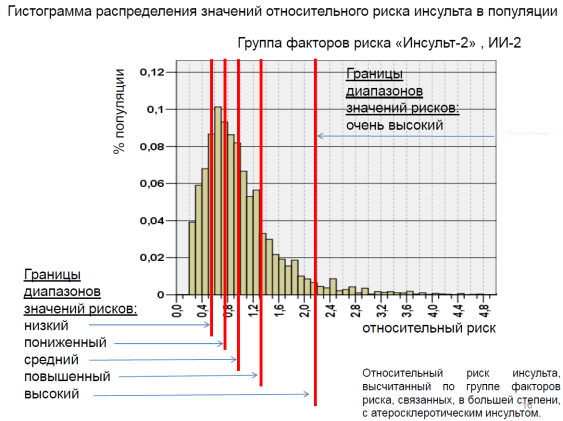 Гистограмма распределения значений относительного риска инсульта в популяции
Группа факторов риска «Инсульт-2» , ИИ-2
% популяции
0,12
0,1
0,08
0,06
0,04
0,02
0
Границы
диапазонов
значений рисков:
очень высокий
0,0 0,4 0,8 1,2 1,6 2,0 2,4 2,8 3,2 3,6 4,0 4,4 4,8
относительный риск
Границы
диапазонов
значений рисков:
низкий
пониженный
средний
повышенный
высокий
Относительный риск инсульта,
высчитанный по группе факторов
риска, связанных, в большей степени,
с атеросклеротическим инсультом.